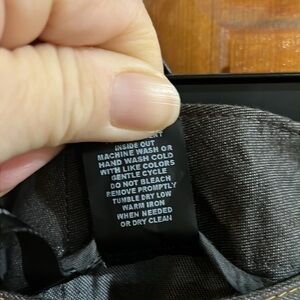 INSIDE OUT
MACHINE WASH OR
HAND WASH COLD
WITH LIKE COLORS
GENTLE CYCLE
DO NOT BLEACH
REMOVE PROMPTLY
TUMBLE DRY LOW
WARM IRON
WHEN NEEDED
OR DRY CLEAN